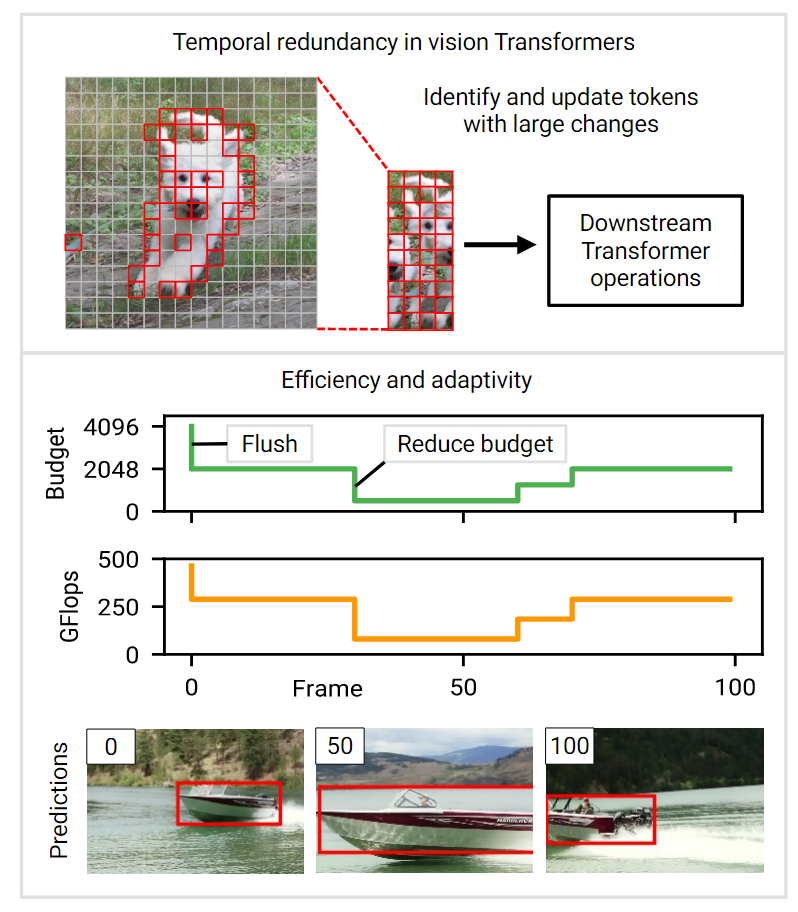 Temporal redundancy in vision Transformers
Identify and update tokens
with large changes
Downstream
Transformer
operations
Efficiency and adaptivity
Budget
4096
2048
0
Flush
Reduce budget
GFlops
500
250
0
0
Frame
50
100
Predictions
0
50
100